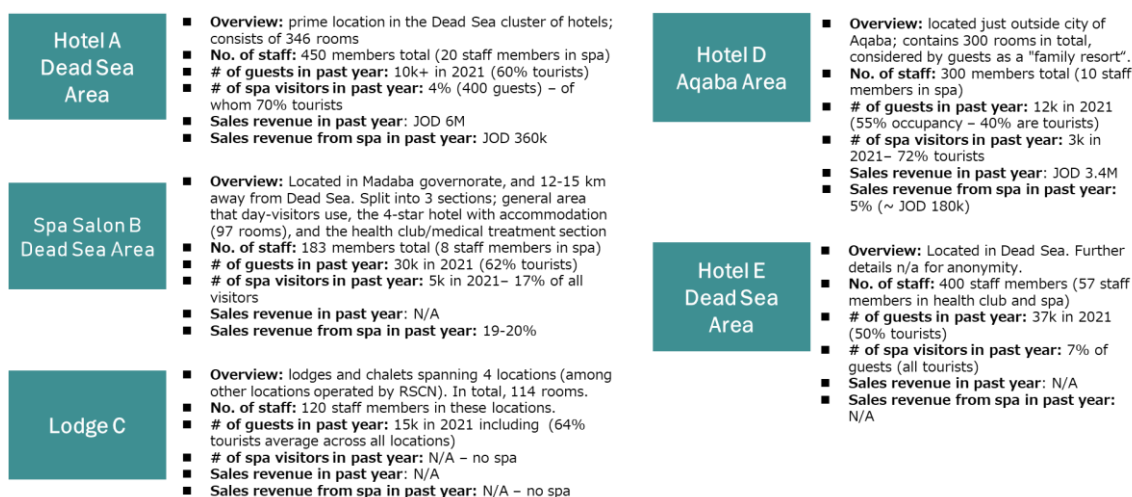 Hotel A
Dead Sea
Area
■ Overview: prime location in the Dead Sea cluster of hotels;
consists of 346 rooms
■ No. of staff: 450 members total (20 staff members in spa)
■ # of guests in past year: 10k+ in 2021 (60% tourists)
■ # of spa visitors in past year: 4% (400 guests) – of
whom 70% tourists
■ Sales revenue in past year: JOD 6M
■ Sales revenue from spa in past year: JOD 360k
Spa Salon B
Dead Sea Area
■ Overview: Located in Madaba governorate, and 12-15 km
away from Dead Sea. Split into 3 sections; general area
that day-visitors use, the 4-star hotel with accommodation
(97 rooms), and the health club/medical treatment section
■ No. of staff: 183 members total (8 staff members in spa)
■ # of guests in past year: 30k in 2021 (62% tourists)
■ # of spa visitors in past year: 5k in 2021– 17% of all
visitors
■ Sales revenue in past year: N/A
■ Sales revenue from spa in past year: 19-20%
Lodge C
■ Overview: lodges and chalets spanning 4 locations (among
other locations operated by RSCN). In total, 114 rooms.
■ No. of staff: 120 staff members in these locations.
■ # of guests in past year: 15k in 2021 including (64%
tourists average across all locations)
■ # of spa visitors in past year: N/A – no spa
■ Sales revenue in past year: N/A
■ Sales revenue from spa in past year: N/A – no spa
Hotel D
Aqaba Area
■ Overview: located just outside city of
Aqaba; contains 300 rooms in total,
considered by guests as a "family resort".
■ No. of staff: 300 members total (10 staff
members in spa)
■ # of guests in past year: 12k in 2021
(55% occupancy – 40% are tourists)
■ # of spa visitors in past year: 3k in
2021– 72% tourists
■ Sales revenue in past year: JOD 3.4M
■ Sales revenue from spa in past year:
5% (~ JOD 180k)
Hotel E
Dead Sea
Area
■ Overview: Located in Dead Sea. Further
details n/a for anonymity.
■ No. of staff: 400 staff members (57 staff
members in health club and spa)
■ # of guests in past year: 37k in 2021
(50% tourists)
■ # of spa visitors in past year: 7% of
guests (all tourists)
■ Sales revenue in past year: N/A
■ Sales revenue from spa in past year:
N/A